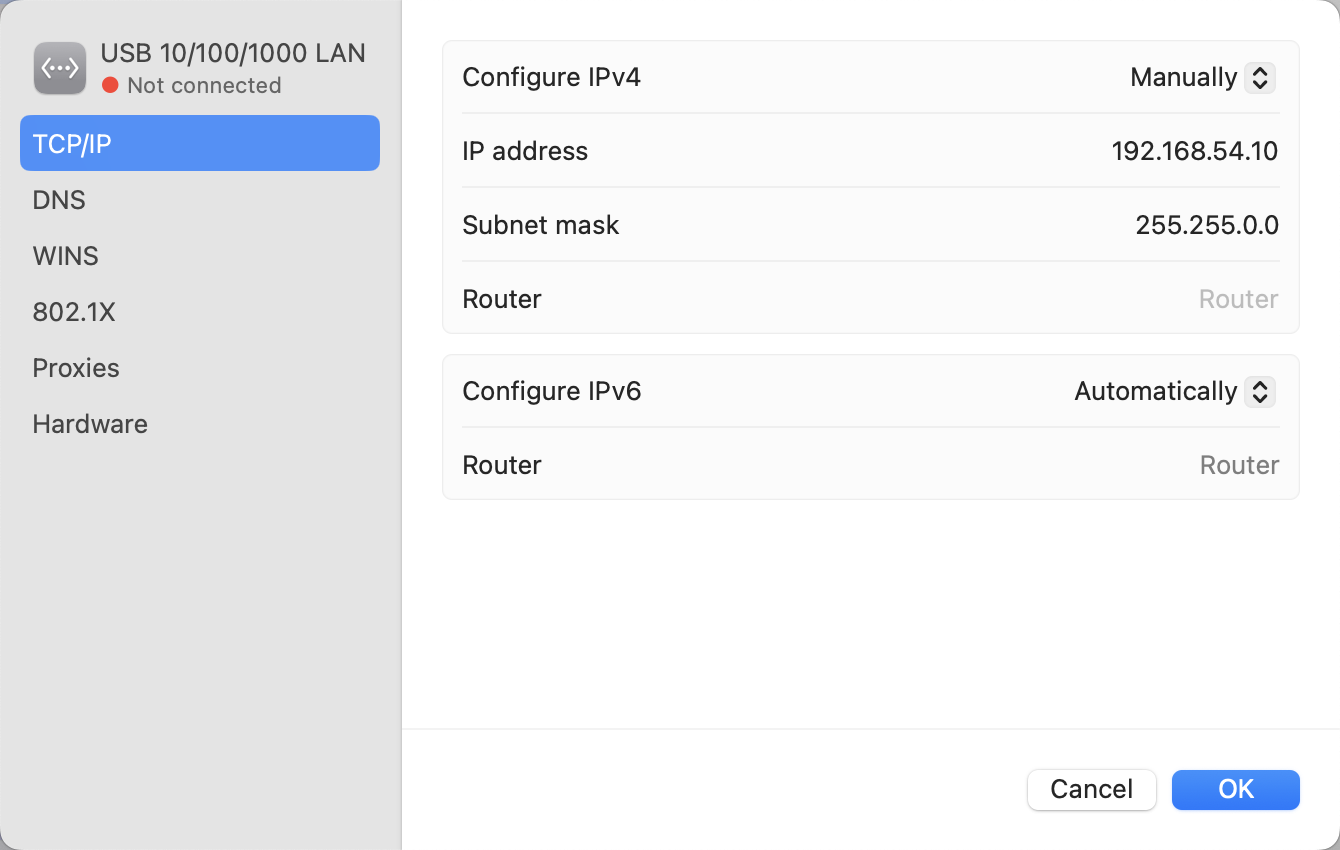 USB 10/100/1000 LAN
Not connected
TCP/IP
DNS
WINS
802.1X
Proxies
Hardware
Configure IPv4 Manually
IP address 192.168.54.10
Subnet mask 255.255.0.0
Router Router
Configure IPv6 Automatically
Router Router
Cancel OK